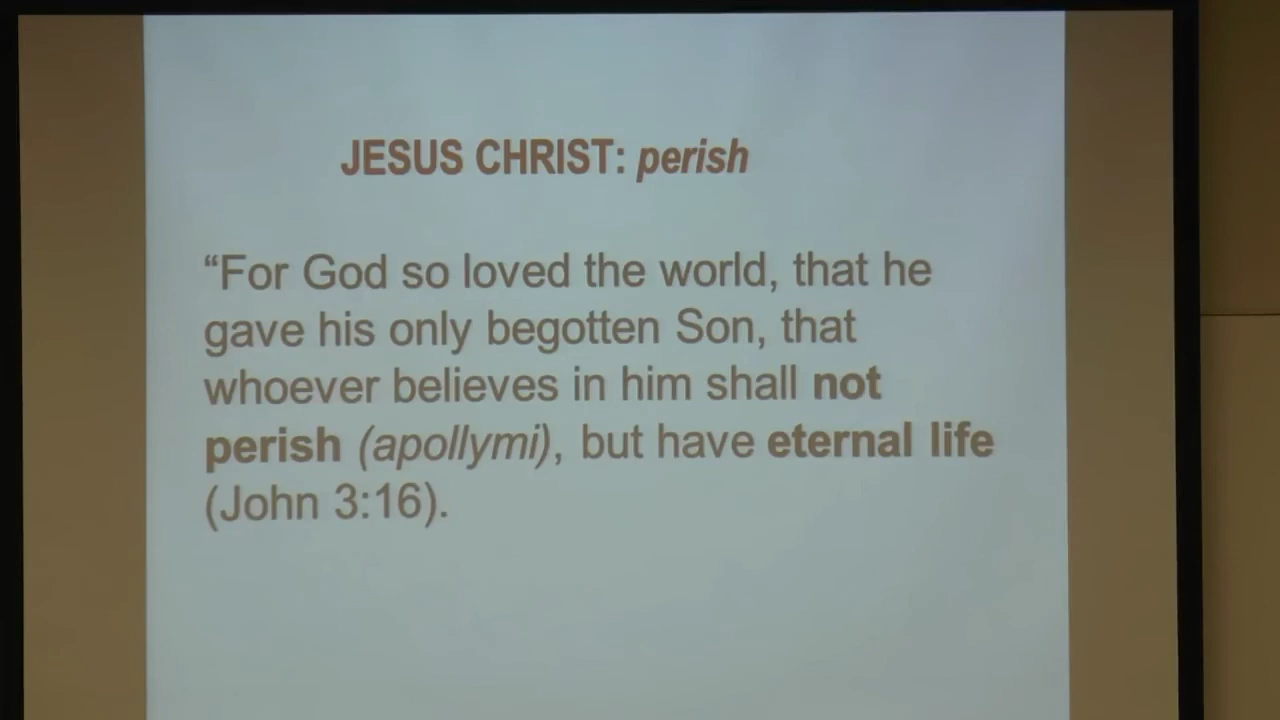 JESUS CHRIST: perish
“For God so loved the world, that he
gave his only begotten Son, that
whoever believes in him shall not
perish (apollymi), but have eternal life
(John 3:16).